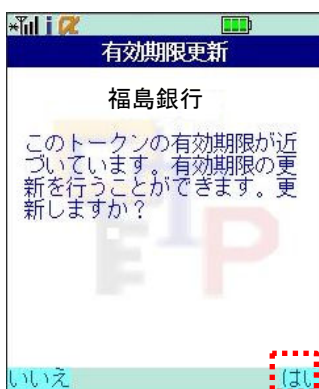 有効期限更新
福島銀行
このトークンの有効期限が近
づいています。有効期限の更
新を行うことができます。更
新しますか?
いいえ はい